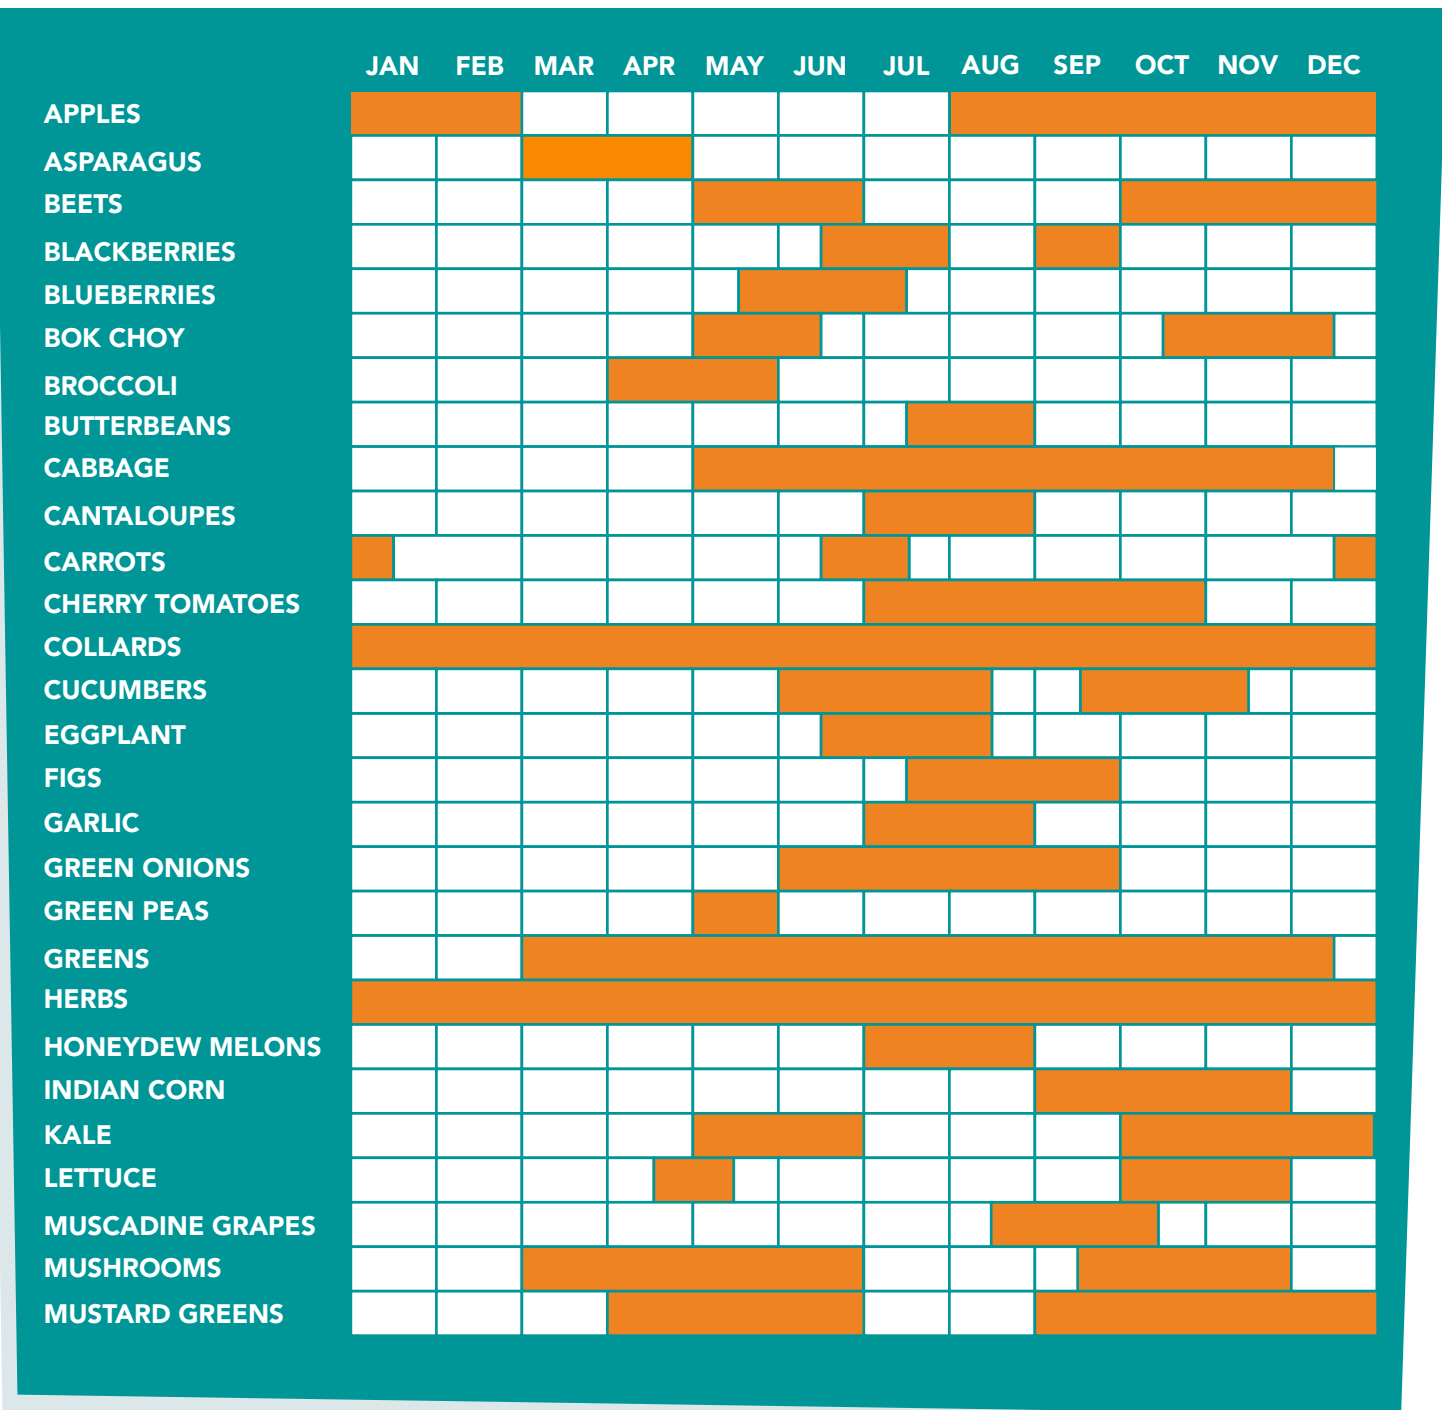 JAN FEB MAR APR MAY JUN JUL AUG SEP OCT NOV DEC
APPLES
ASPARAGUS
BEETS
BLACKBERRIES
BLUEBERRIES
BOK CHOY
BROCCOLI
BUTTERBEANS
CABBAGE
CANTALOUPES
CARROTS
CHERRY TOMATOES
COLLARDS
CUCUMBERS
EGGPLANT
FIGS
GARLIC
GREEN ONIONS
GREEN PEAS
GREENS
HERBS
HONEYDEW MELONS
INDIAN CORN
KALE
LETTUCE
MUSCADINE GRAPES
MUSHROOMS
MUSTARD GREENS